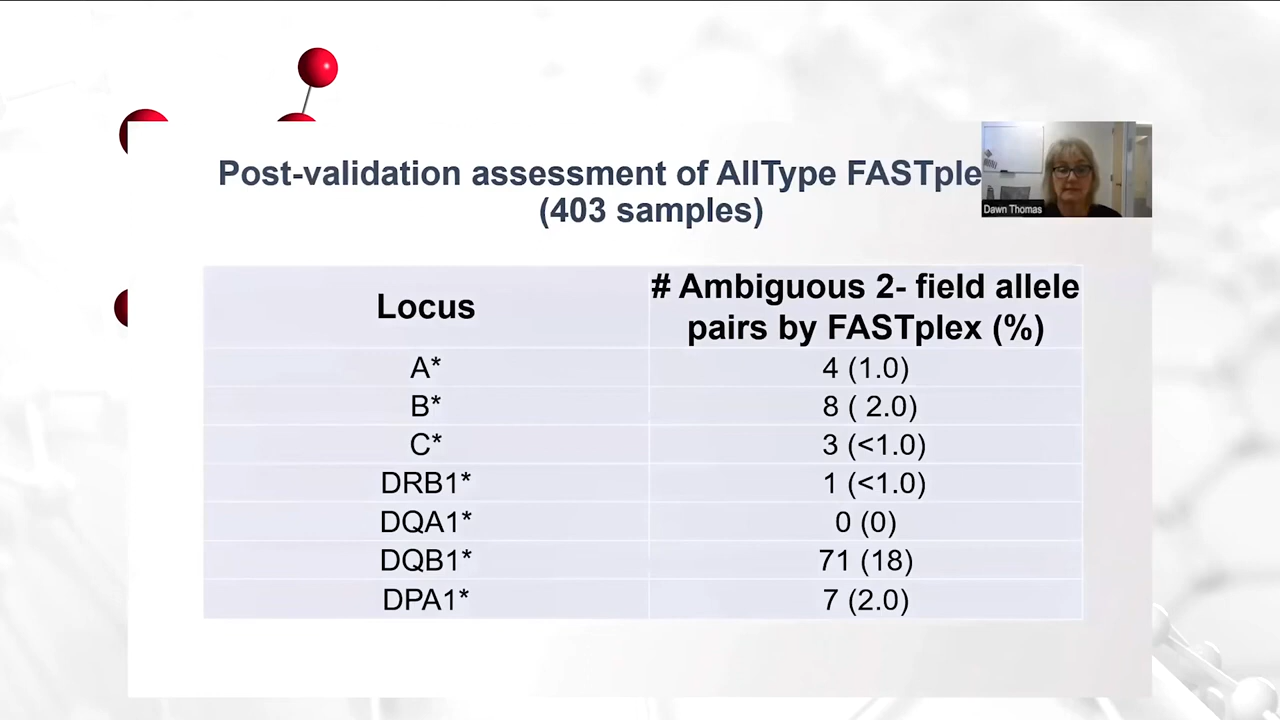 Post-validation assessment of AllType FASTple
(403 samples)
Dawn Thomas
Locus
# Ambiguous 2- field allele
pairs by FASTplex (%)
A* 4 (1.0)
B* 8 ( 2.0)
C* 3 (<1.0)
DRB1* 1 (<1.0)
DQA1* 0 (0)
DQB1* 71 (18)
DPA1* 7 (2.0)